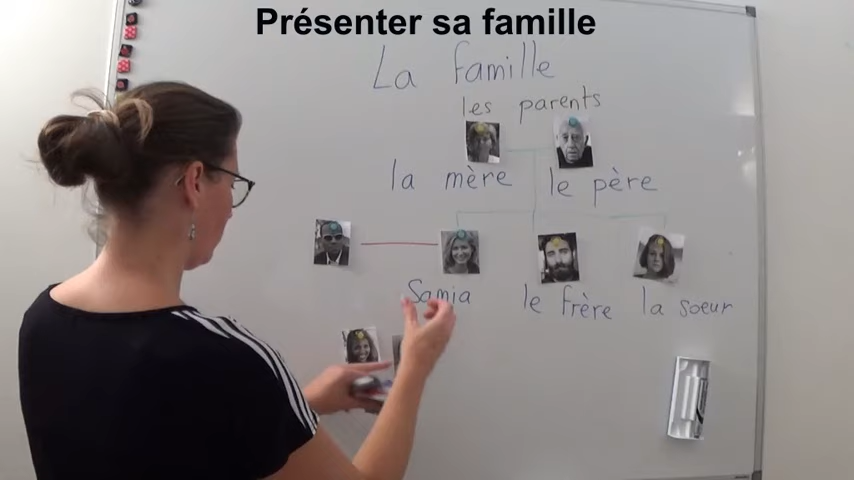 Présenter sa famille
La famille
les parents
la mère le père
Samia le frère la soeur